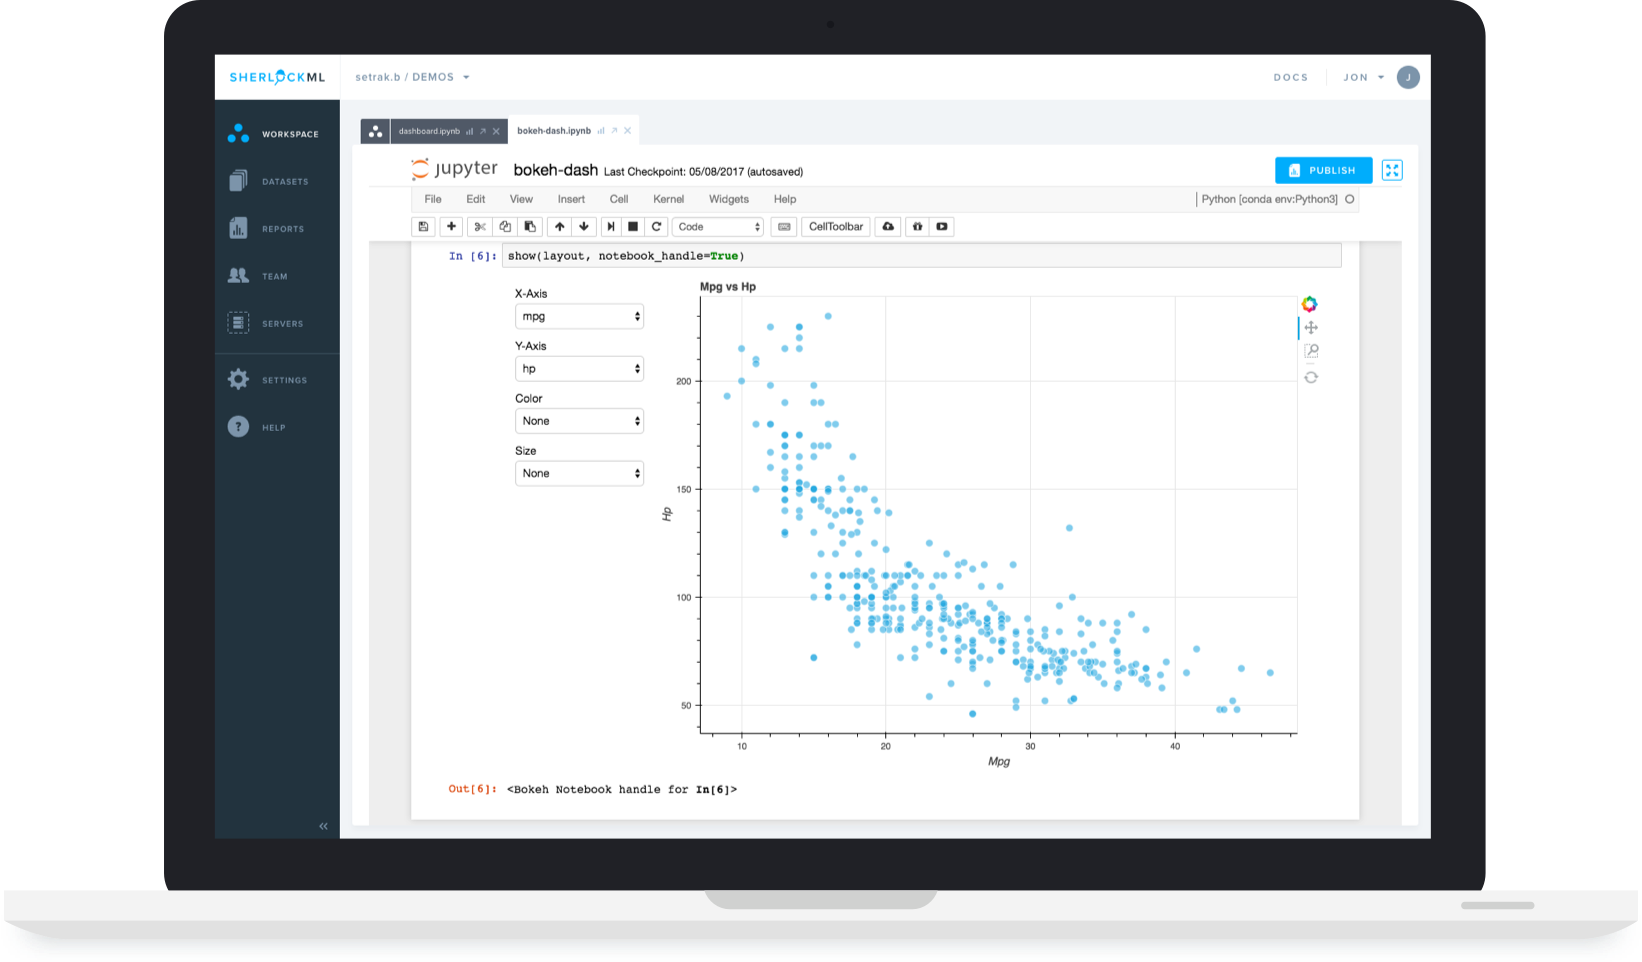 SHERLOCKML
setrak.b / DEMOS
DOCS
JON
J
WORKSPACE
DATASETS
REPORTS
TEAM
SERVERS
SETTINGS
? HELP
«
dashboard.ipynb
bokeh-dash.ipynb
jupyter bokeh-dash Last Checkpoint: 05/08/2017 (autosaved)
PUBLISH
File Edit View Insert Cell Kernel Widgets Help
Python [conda env:Python3]
Code
CellToolbar
In [6]: show(layout, notebook_handle=True)
X-Axis
mpg
Y-Axis
hp
Color
None
Size
None
Mpg vs Hp
200
150
100
50
Hp
10 20 30 40
Mpg
Out[6]: <Bokeh Notebook handle for In[6]>